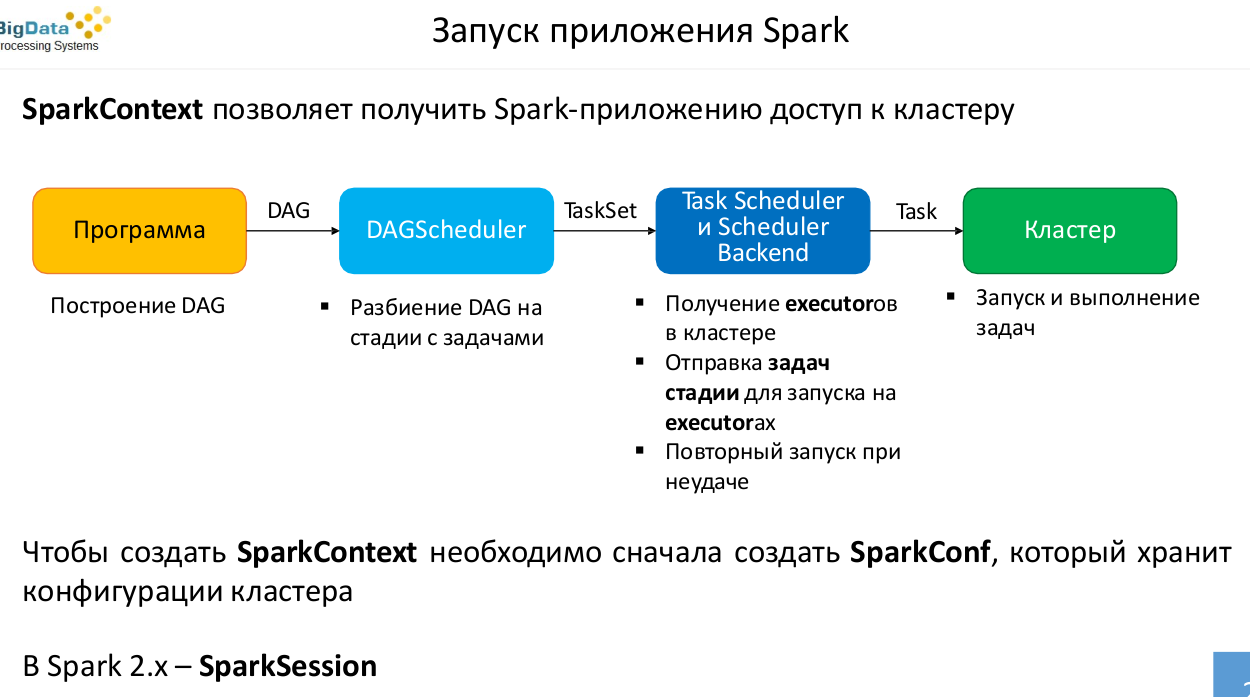 BigData
Processing Systems
Запуск приложения Spark
SparkContext позволяет получить Spark-приложению доступ к кластеру
Программа
DAG
DAGScheduler
TaskSet
Task Scheduler
и Scheduler
Backend
Task
Кластер
Построение DAG
▪ Разбиение DAG на
стадии с задачами
▪ Получение executorов
в кластере
▪ Отправка задач
стадии для запуска на
executorах
▪ Повторный запуск при
неудаче
▪ Запуск и выполнение
задач
Чтобы создать SparkContext необходимо сначала создать SparkConf, который хранит
конфигурации кластера
В Spark 2.x – SparkSession